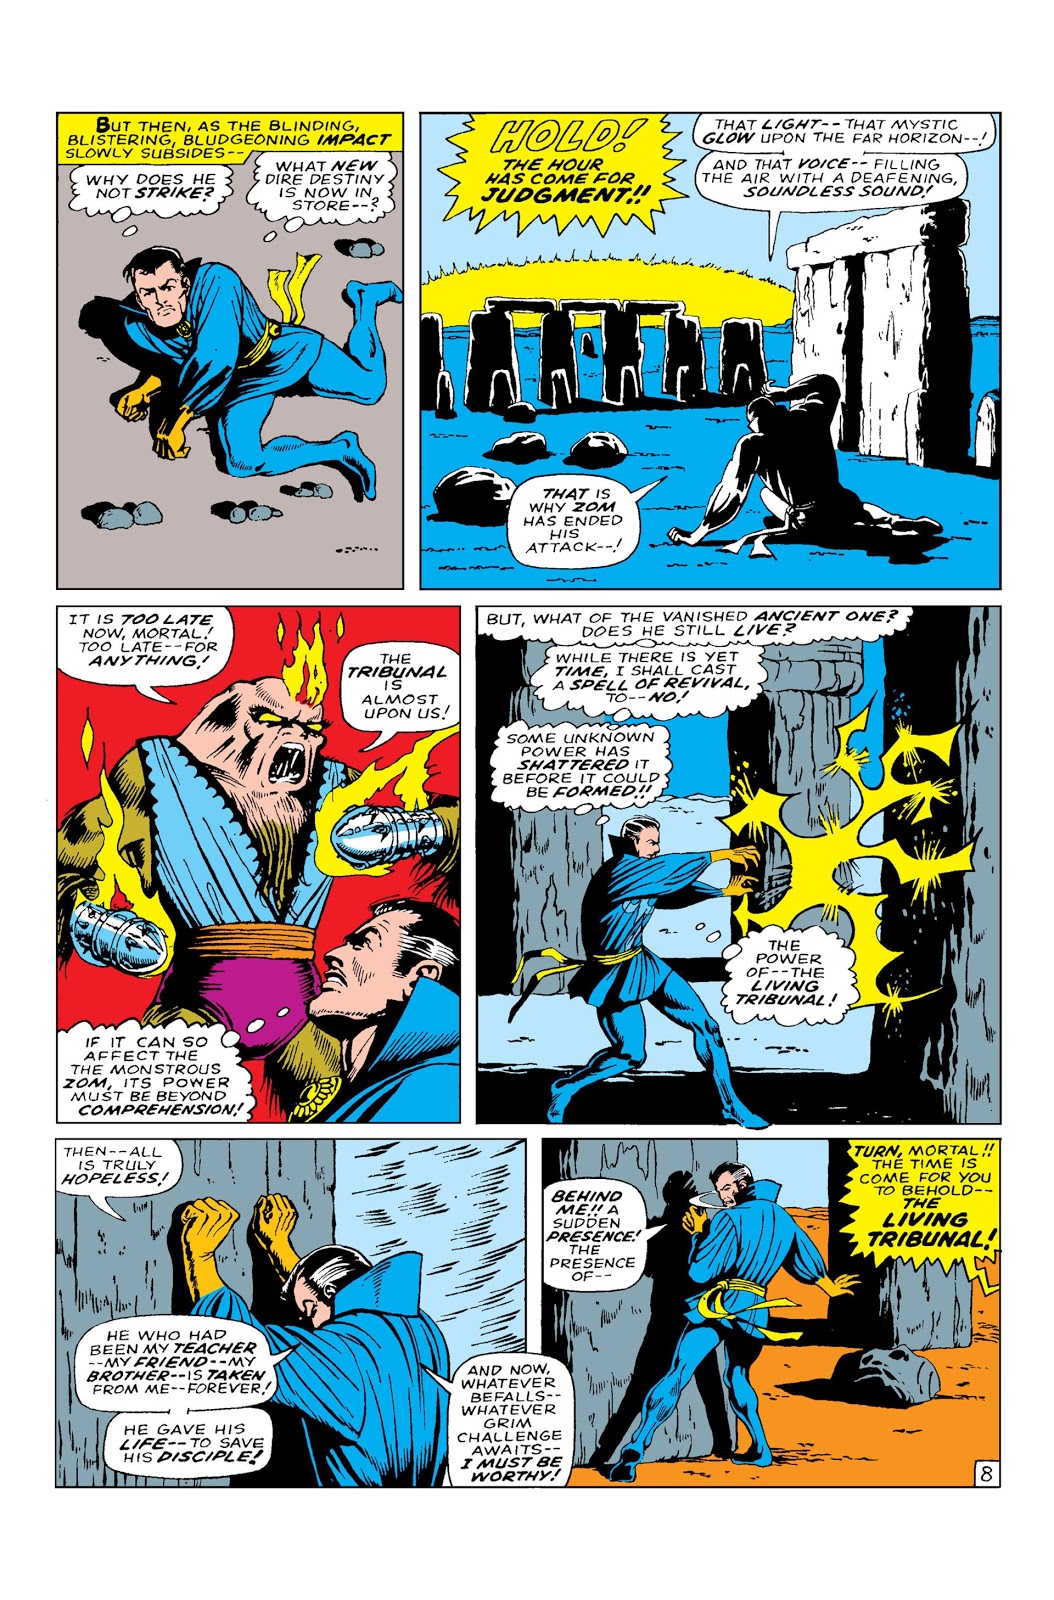 BUT THEN, AS THE BLINDING,
BLISTERING, BLUDGEONING IMPACT
SLOWLY SUBSIDES--
WHY DOES HE
NOT STRIKE?
WHAT NEW
DIRE DESTINY
IS NOW IN
STORE--?
HOLD!
THE HOUR
HAS COME FOR
JUDGMENT!!
THAT LIGHT-- THAT MYSTIC
GLOW UPON THE FAR HORIZON--!
AND THAT VOICE-- FILLING
THE AIR WITH A DEAFENING,
SOUNDLESS SOUND!
THAT IS
WHY ZOM
HAS ENDED
HIS
ATTACK--!
IT IS TOO LATE
NOW, MORTAL!
TOO LATE--FOR
ANYTHING!
THE
TRIBUNAL
IS
ALMOST
UPON US!
IF IT CAN SO
AFFECT THE
THE MONSTROUS
ZOM, ITS POWER
MUST BE BEYOND
COMPREHENSION!
BUT, WHAT OF THE VANISHED ANCIENT ONE?
DOES HE STILL LIVE?
WHILE THERE IS YET
TIME, I SHALL CAST
A SPELL OF REVIVAL,
TO-- NO!
SOME UNKNOWN
POWER HAS
SHATTERED IT
BEFORE IT COULD
BE FORMED!!
THE
POWER
OF--THE
LIVING
TRIBUNAL!
THEN--ALL
IS TRULY
HOPELESS!
HE WHO HAD
BEEN MY TEACHER
--MY FRIEND--MY
BROTHER--IS TAKEN
FROM ME--FOREVER!
HE GAVE HIS
LIFE--TO SAVE
HIS DISCIPLE!
AND NOW,
WHATEVER
BEFALLS--
WHATEVER
GRIM
CHALLENGE
AWAITS--
I MUST BE
WORTHY!
BEHIND
ME!! A
SUDDEN
PRESENCE!
THE
PRESENCE
OF--
TURN, MORTAL!!
THE TIME IS
COME FOR YOU
TO BEHOLD--
THE
LIVING
TRIBUNAL!
8